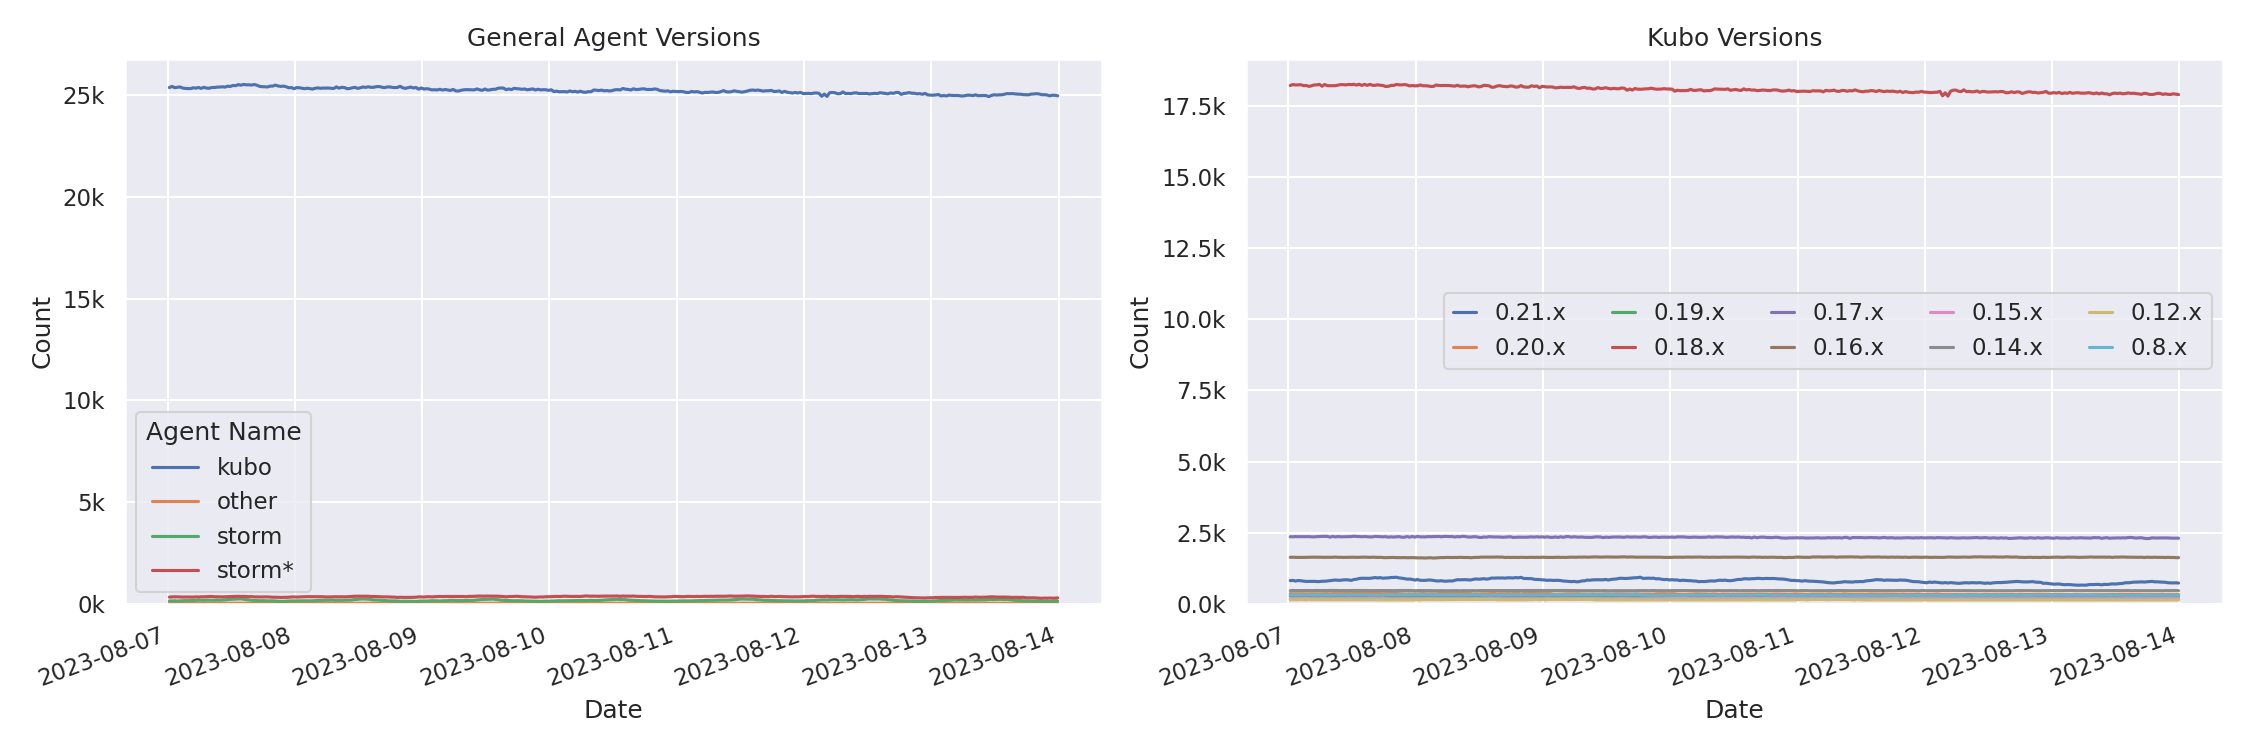 General Agent Versions
25k
20k
15k
10k
5k
0k
Count
Agent Name
kubo
other
storm
storm*
2023-08-07
2023-08-08
2023-08-09
2023-08-10
2023-08-11
2023-08-12
2023-08-13
2023-08-14
Date
Kubo Versions
17.5k
15.0k
12.5k
10.0k
7.5k
5.0k
2.5k
0.0k
Count
0.21.x 0.19.x 0.17.x 0.15.x 0.12.x
0.20.x 0.18.x 0.16.x 0.14.x 0.8.x
2023-08-07
2023-08-08
2023-08-09
2023-08-10
2023-08-11
2023-08-12
2023-08-13
2023-08-14
Date